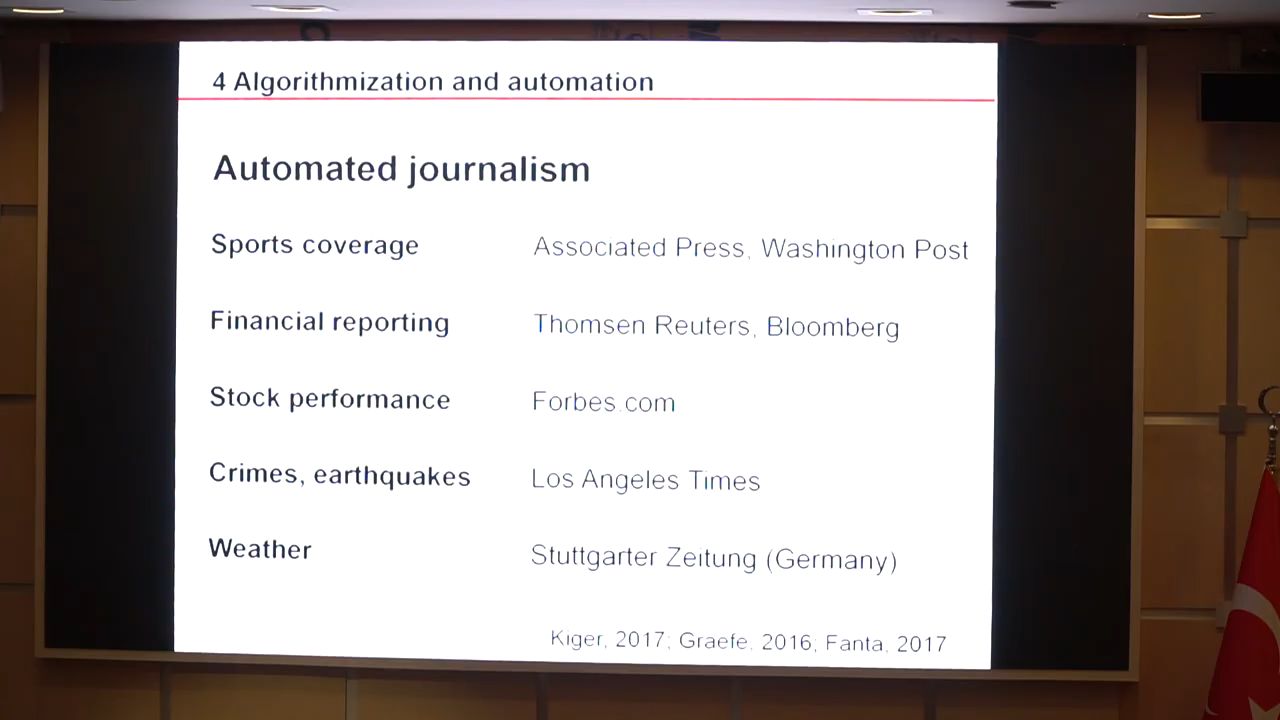 4 Algorithmization and automation
Automated journalism
Sports coverage Associated Press, Washington Post
Financial reporting Thomsen Reuters, Bloomberg
Stock performance Forbes.com
Crimes, earthquakes Los Angeles Times
Weather Stuttgarter Zeitung (Germany)
Kiger, 2017; Graefe, 2016; Fanta, 2017